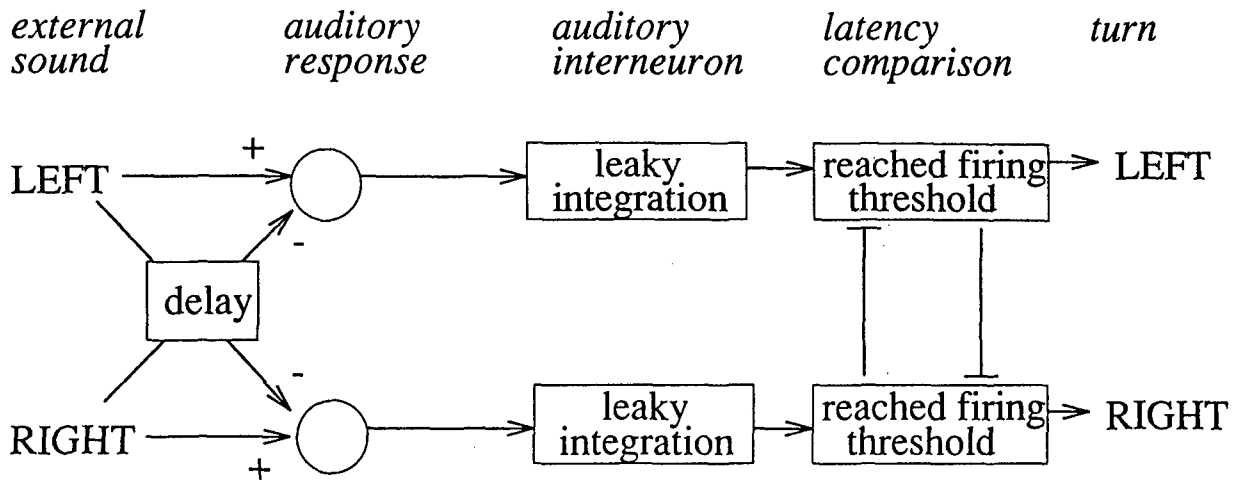 external
sound
auditory
response
auditory
interneuron
latency
comparison
turn
LEFT
+
-
leaky
integration
reached firing
threshold
LEFT
delay
RIGHT
-
+
leaky
integration
reached firing
threshold
RIGHT